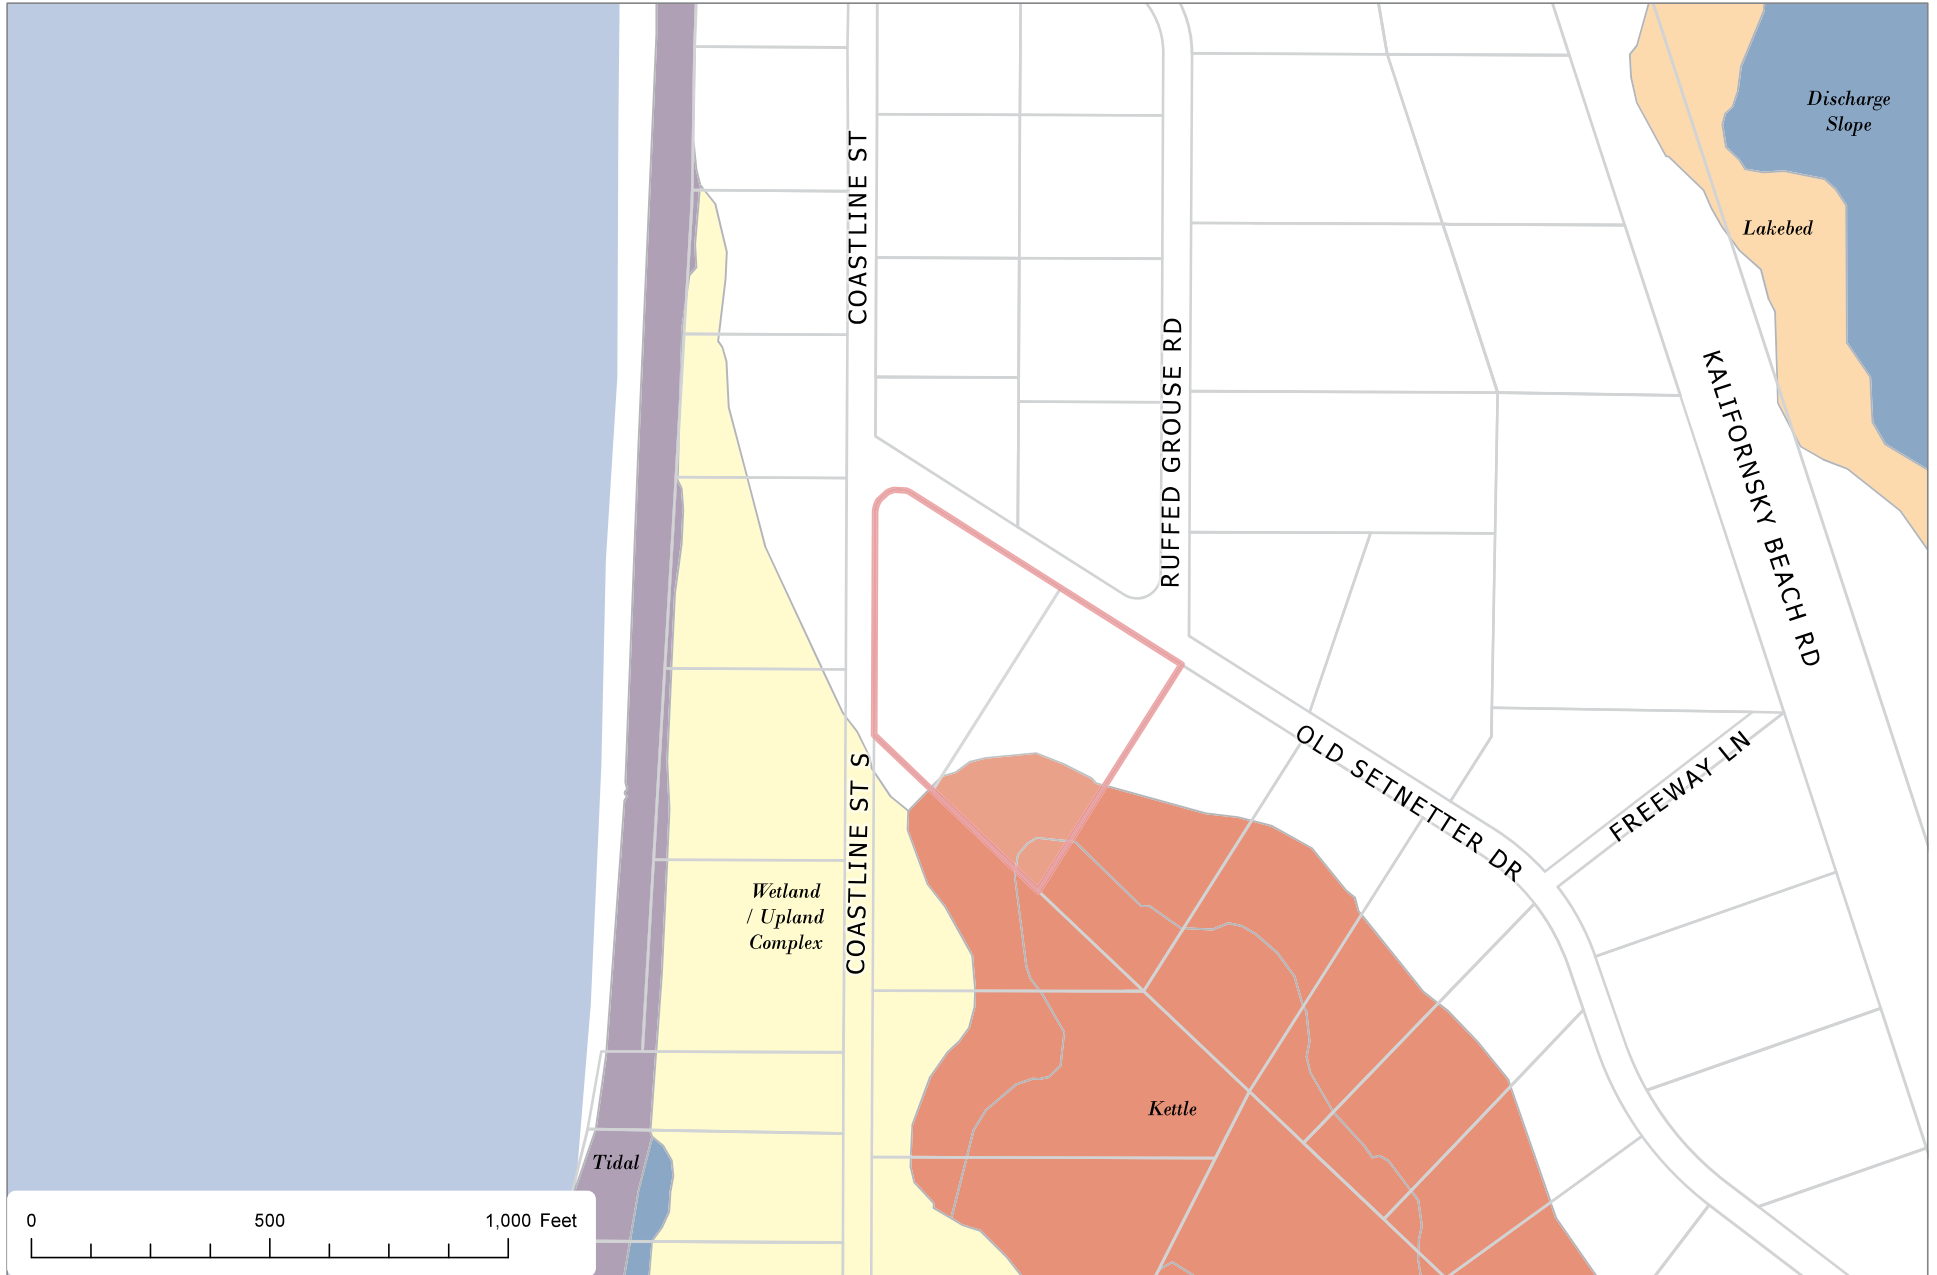 Discharge
Slope
Lakebed
COASTLINE ST
RUFFED GROUSE RD
KALIFORNSKY BEACH RD
OLD SETNETTER DR
FREEWAY LN
COASTLINE ST S
Wetland
/ Upland
Complex
Kettle
Tidal
0 500 1,000 Feet